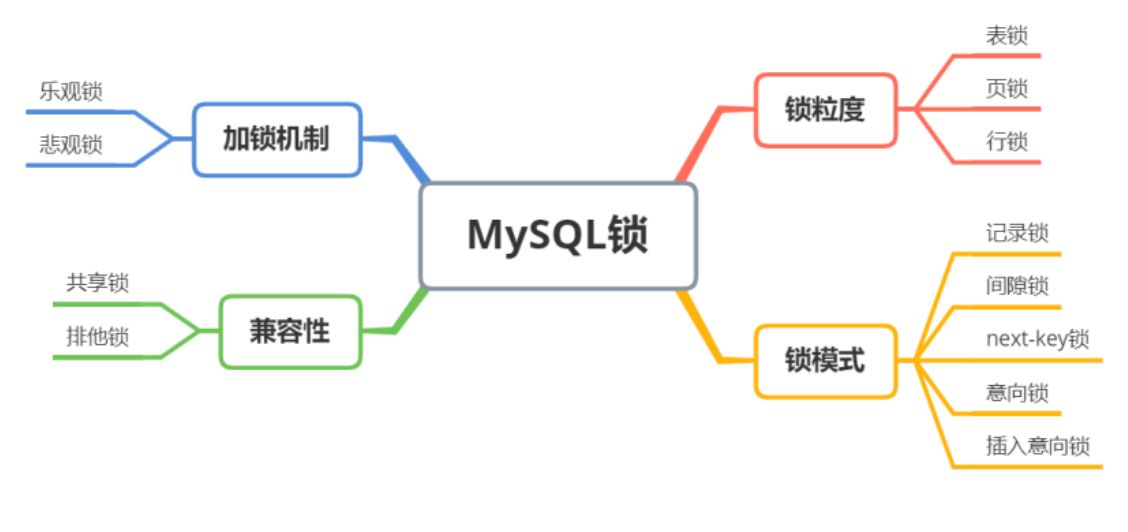 MySQL锁
加锁机制
乐观锁
悲观锁
兼容性
共享锁
排他锁
锁粒度
表锁
页锁
行锁
锁模式
记录锁
间隙锁
next-key锁
意向锁
插入意向锁